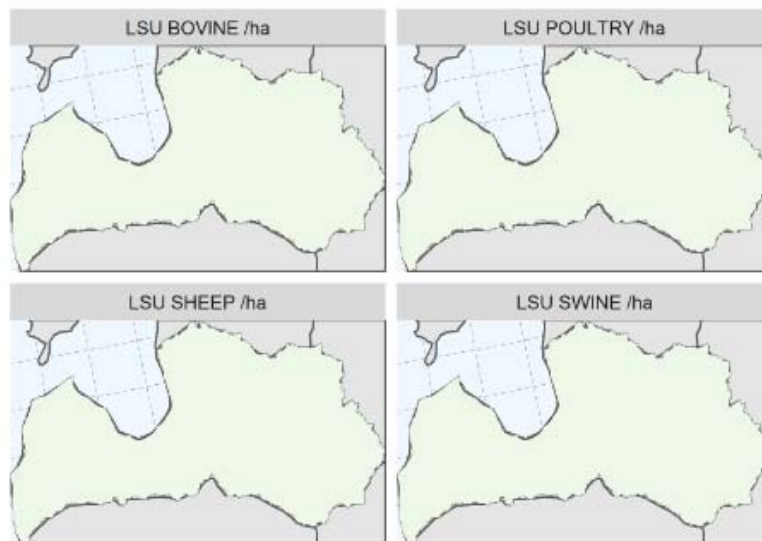 LSU BOVINE /ha
LSU POULTRY /ha
LSU SHEEP /ha
LSU SWINE /ha